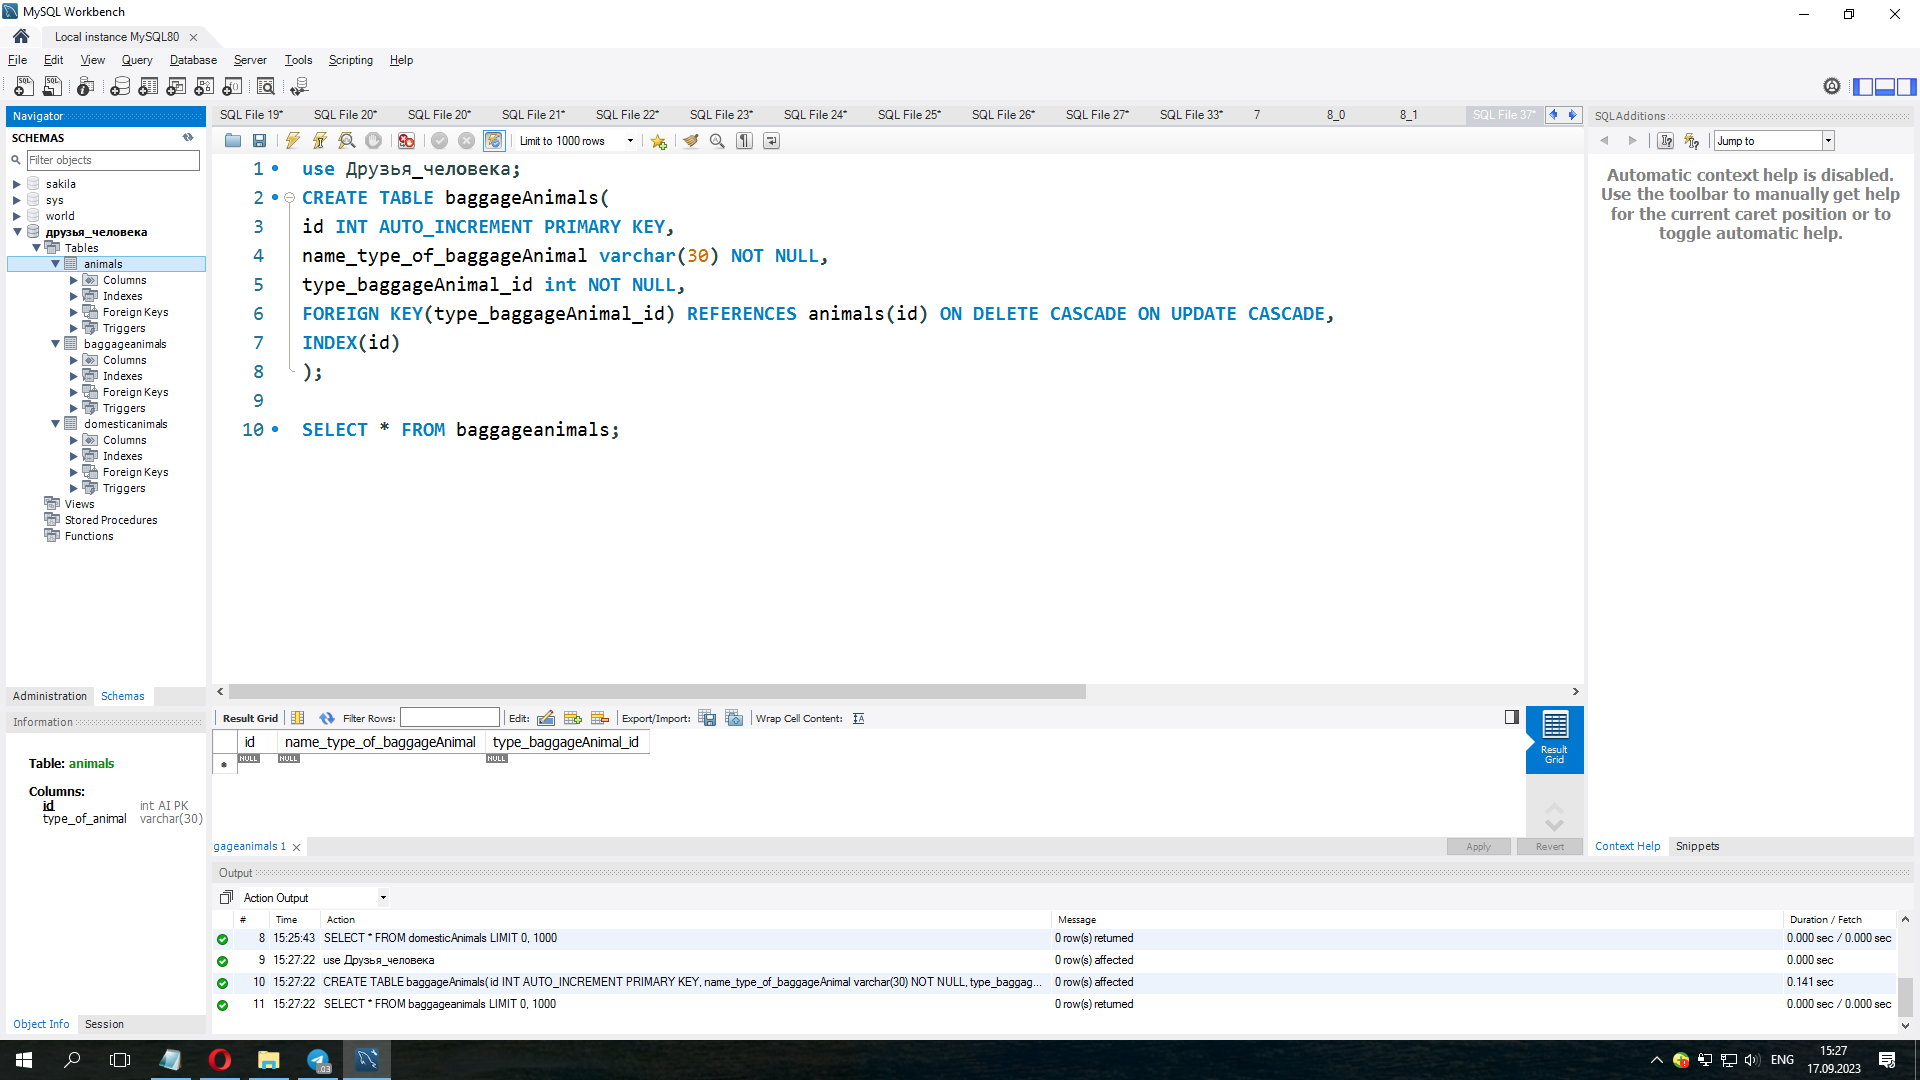 MySQL Workbench
Local instance MySQL80
File Edit View Query Database Server Tools Scripting Help
Navigator
SCHEMAS
Filter objects
sakila
sys
world
друзья_человека
Tables
animals
Columns
Indexes
Foreign Keys
Triggers
baggageanimals
Columns
Indexes
Foreign Keys
Triggers
domesticanimals
Columns
Indexes
Foreign Keys
Triggers
Views
Stored Procedures
Functions
Administration Schemas
Information
Table: animals
Columns:
id int AI PK
type_of_animal varchar(30)
Object Info Session
SQL File 19* SQL File 20* SQL File 20* SQL File 21* SQL File 22* SQL File 23* SQL File 24* SQL File 25* SQL File 26* SQL File 27* SQL File 33* 7 8_0 8_1 SQL File 37*
Limit to 1000 rows
1 use Друзья_человека;
2 CREATE TABLE baggageAnimals(
3 id INT AUTO_INCREMENT PRIMARY KEY,
4 name_type_of_baggageAnimal varchar(30) NOT NULL,
5 type_baggageAnimal_id int NOT NULL,
6 FOREIGN KEY(type_baggageAnimal_id) REFERENCES animals(id) ON DELETE CASCADE ON UPDATE CASCADE,
7 INDEX(id)
8 );
9
10 SELECT * FROM baggageanimals;
Result Grid Filter Rows: Edit: Export/Import: Wrap Cell Content:
id name_type_of_baggageAnimal type_baggageAnimal_id
NULL NULL NULL
Result
Grid
gageanimals 1
Apply Revert
Output
Action Output
# Time Action Message Duration / Fetch
8 15:25:43 SELECT * FROM domesticAnimals LIMIT 0, 1000 0 row(s) returned 0.000 sec / 0.000 sec
9 15:27:22 use Друзья_человека 0 row(s) affected 0.000 sec
10 15:27:22 CREATE TABLE baggageAnimals( id INT AUTO_INCREMENT PRIMARY KEY, name_type_of_baggageAnimal varchar(30) NOT NULL, type_baggag... 0 row(s) affected 0.141 sec
11 15:27:22 SELECT * FROM baggageanimals LIMIT 0, 1000 0 row(s) returned 0.000 sec / 0.000 sec
SQLAdditions
Jump to
Automatic context help is disabled.
Use the toolbar to manually get help
for the current caret position or to
toggle automatic help.
Context Help Snippets
.03
ENG
15:27
17.09.2023